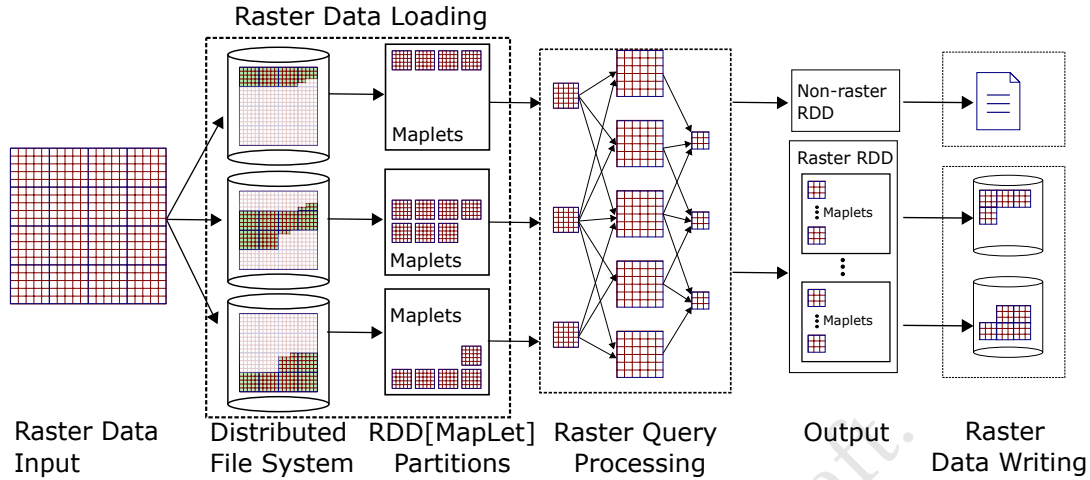 Raster Data Loading
Maplets
Maplets
Maplets
Non-raster
RDD
Raster RDD
Maplets
Maplets
Raster Data
Input
Distributed
File System
RDD[MapLet]
Partitions
Raster Query
Processing
Output
Raster
Data Writing